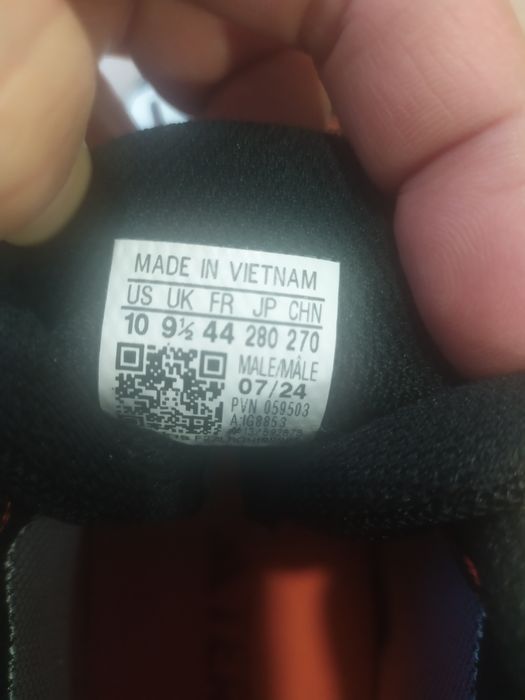 MADE IN VIETNAM
US UK FR JP CHN
10 9½ 44 280 270
MALE/MÂLE
07/24
PVN 059503
A1G8853